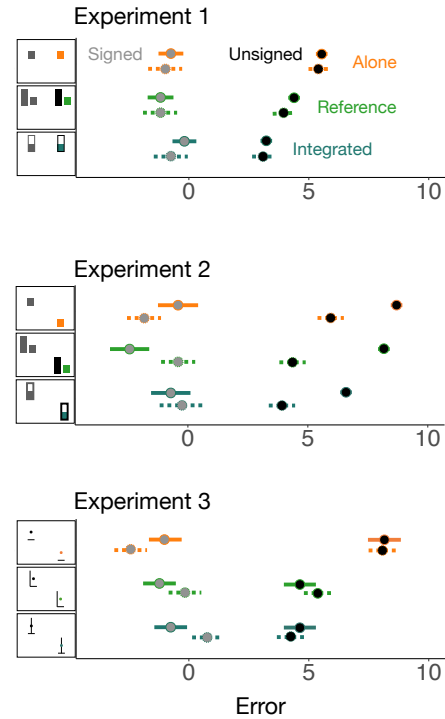 Experiment 1
Signed Unsigned
Alone
Reference
Integrated
0 5 10
Experiment 2
0 5 10
Experiment 3
0 5 10
Error